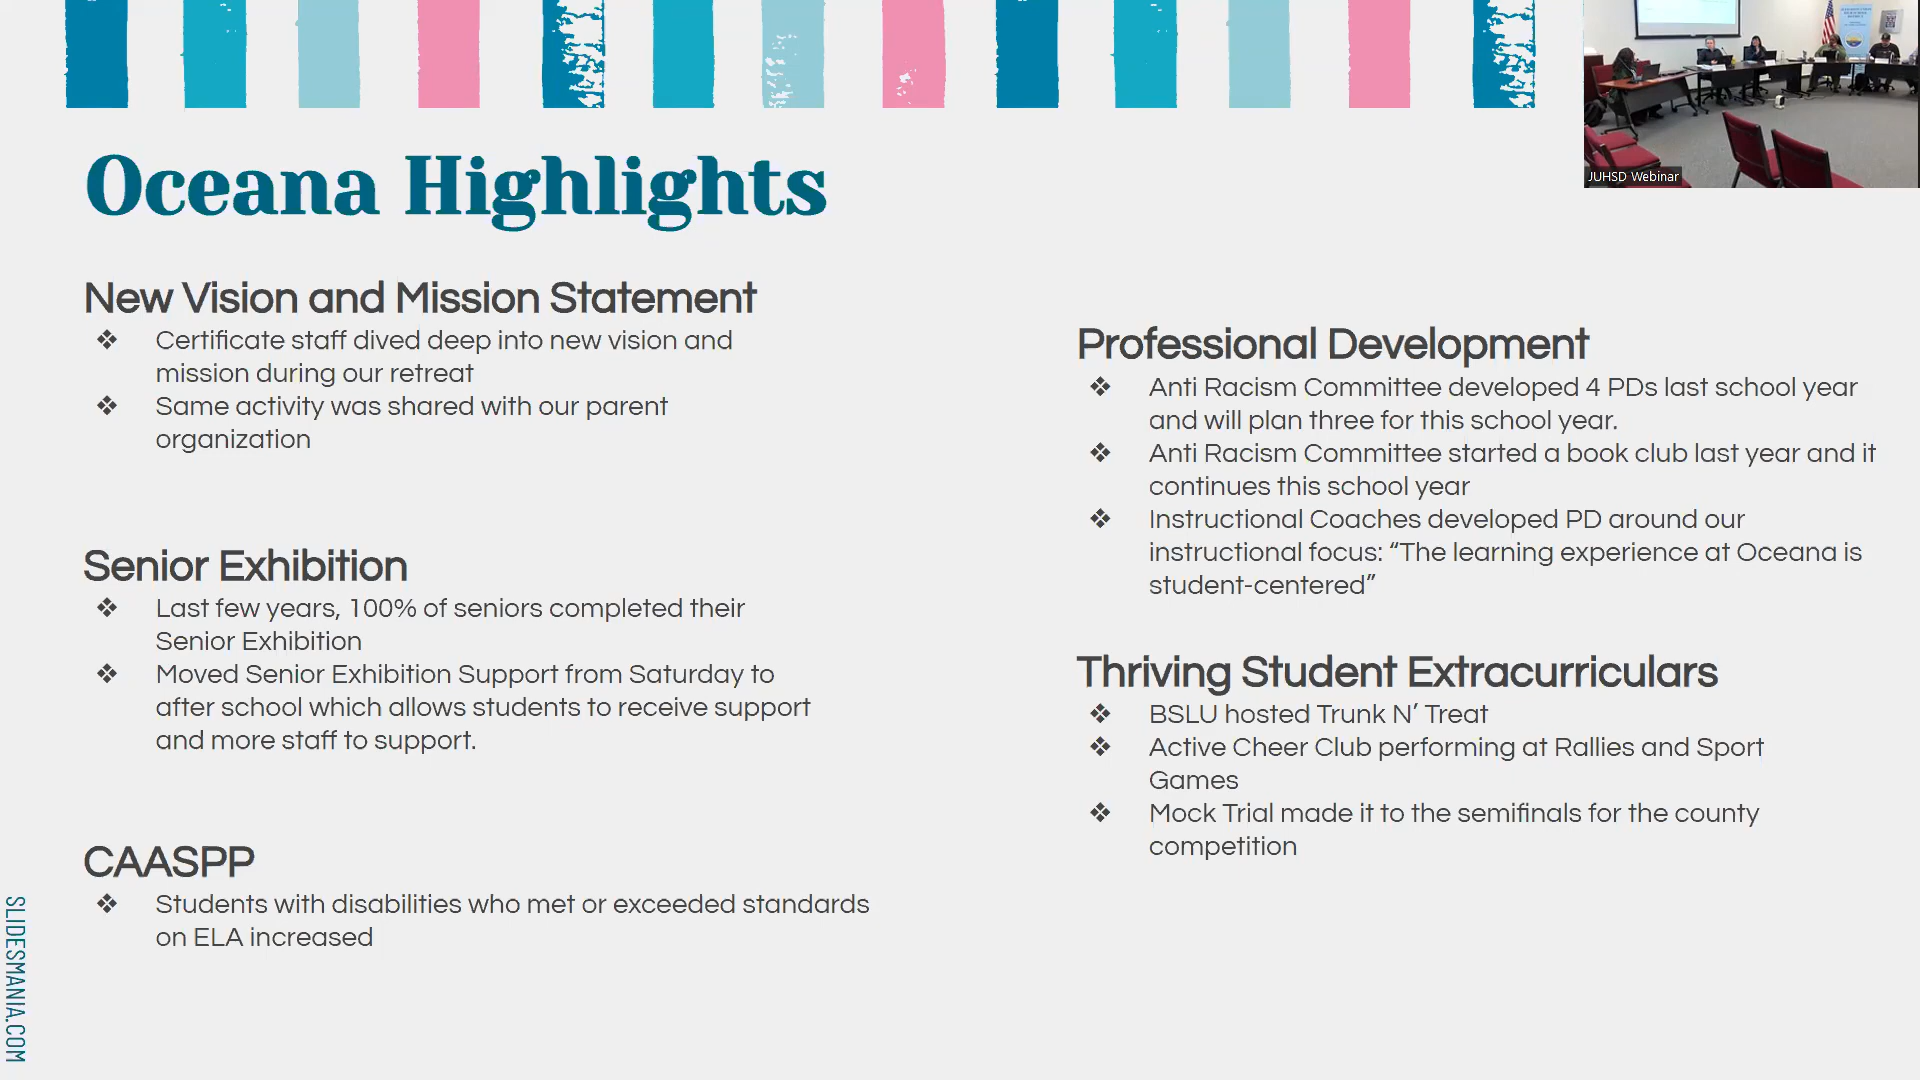 Oceana Highlights
New Vision and Mission Statement
❖ Certificate staff dived deep into new vision and
mission during our retreat
❖ Same activity was shared with our parent
organization
Senior Exhibition
❖ Last few years, 100% of seniors completed their
Senior Exhibition
❖ Moved Senior Exhibition Support from Saturday to
after school which allows students to receive support
and more staff to support.
CAASPP
❖ Students with disabilities who met or exceeded standards
on ELA increased
Professional Development
❖ Anti Racism Committee developed 4 PDs last school year
and will plan three for this school year.
❖ Anti Racism Committee started a book club last year and it
continues this school year
❖ Instructional Coaches developed PD around our
instructional focus: “The learning experience at Oceana is
student-centered”
Thriving Student Extracurriculars
❖ BSLU hosted Trunk N’ Treat
❖ Active Cheer Club performing at Rallies and Sport
Games
❖ Mock Trial made it to the semifinals for the county
competition
JUHSD Webinar
SLIDESMANIA.COM